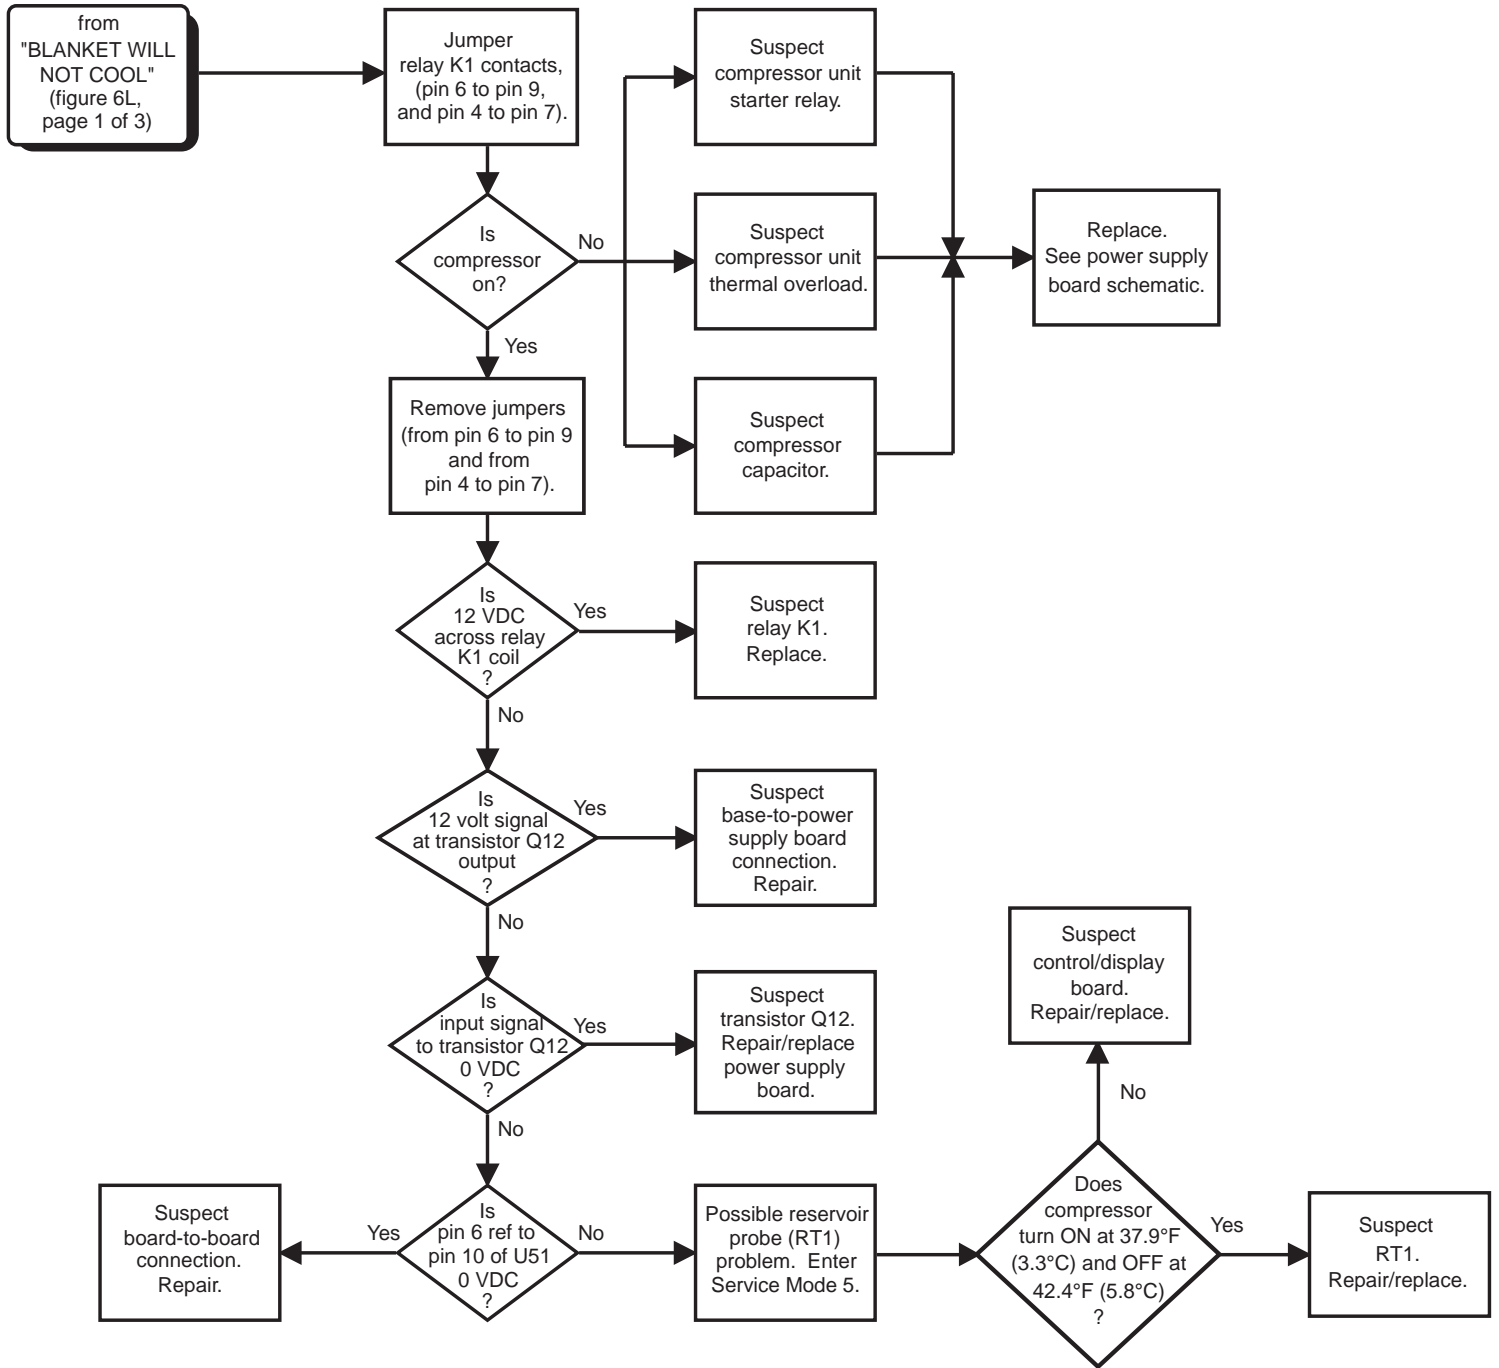 from
"BLANKET WILL
NOT COOL"
(figure 6L,
page 1 of 3)
Jumper
relay K1 contacts,
(pin 6 to pin 9,
and pin 4 to pin 7).
Is
compressor
on?
No
Yes
Suspect
compressor unit
starter relay.
Suspect
compressor unit
thermal overload.
Suspect
compressor
capacitor.
Replace.
See power supply
board schematic.
Remove jumpers
(from pin 6 to pin 9
and from
pin 4 to pin 7).
Is
12 VDC
across relay
K1 coil
?
Yes
No
Suspect
relay K1.
Replace.
Is
12 volt signal
at transistor Q12
output
?
Yes
No
Suspect
base-to-power
supply board
connection.
Repair.
Is
input signal
to transistor Q12
0 VDC
?
Yes
No
Suspect
transistor Q12.
Repair/replace
power supply
board.
Is
pin 6 ref to
pin 10 of U51
0 VDC
?
Yes
No
Suspect
board-to-board
connection.
Repair.
Possible reservoir
probe (RT1)
problem.  Enter
Service Mode 5.
Does
compressor
turn ON at 37.9°F
(3.3°C) and OFF at
42.4°F (5.8°C)
?
No
Yes
Suspect
control/display
board.
Repair/replace.
Suspect
RT1.
Repair/replace.